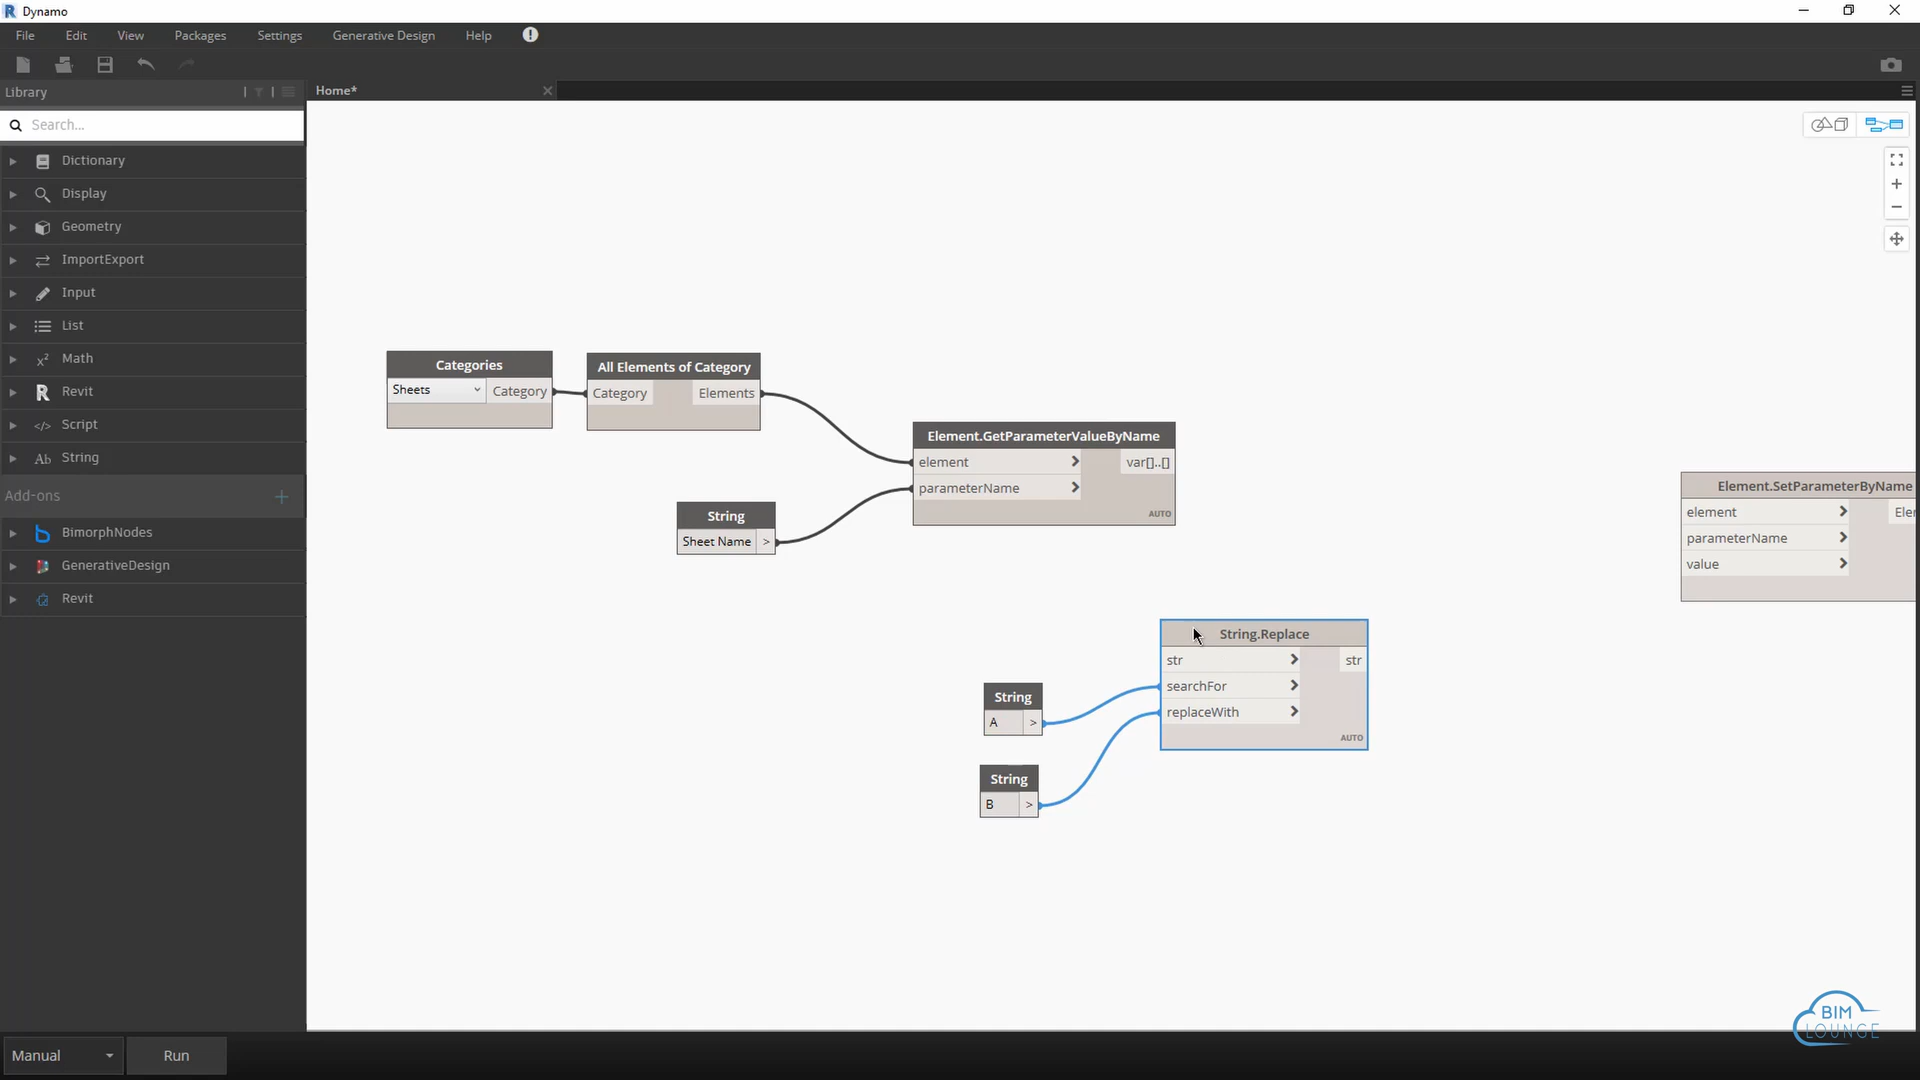 Dynamo
File Edit View Packages Settings Generative Design Help
Library
Home*
Search...
Dictionary
Display
Geometry
ImportExport
Input
List
Math
Revit
Script
String
Add-ons
BimorphNodes
GenerativeDesign
Revit
Categories
Sheets Category
All Elements of Category
Category Elements
Element.GetParameterValueByName
element var[]..[]
parameterName
AUTO
String
Sheet Name >
Element.SetParameterByName
element Eler
parameterName
value
String.Replace
str str
searchFor
replaceWith
AUTO
String
A >
String
B >
BIM
LOUNGE
Manual Run